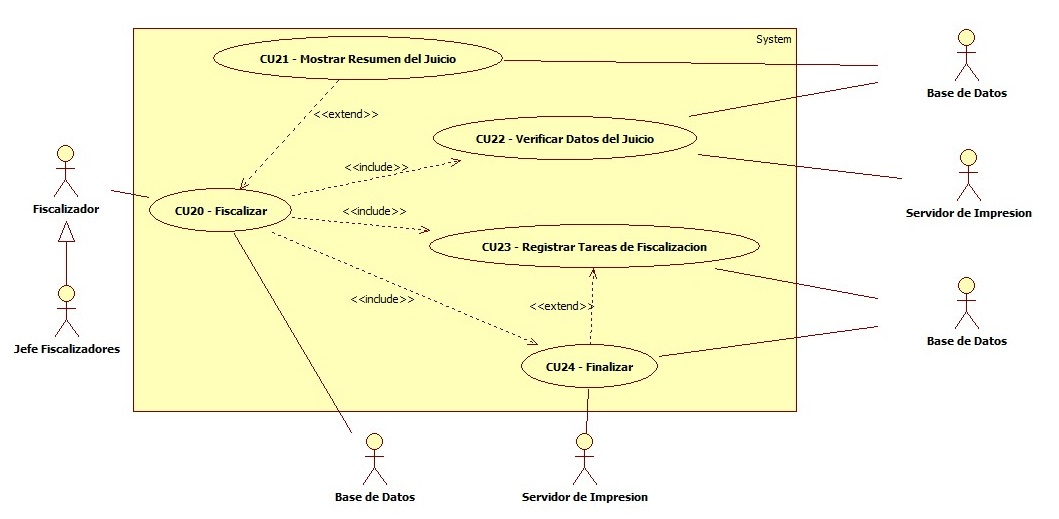 System
CU21 - Mostrar Resumen del Juicio
Base de Datos
<<extend>>
CU22 - Verificar Datos del Juicio
<<include>>
Fiscalizador
CU20 - Fiscalizar
<<include>>
Servidor de Impresion
CU23 - Registrar Tareas de Fiscalizacion
<<include>>
<<extend>>
Jefe Fiscalizadores
Base de Datos
CU24 - Finalizar
Base de Datos
Servidor de Impresion